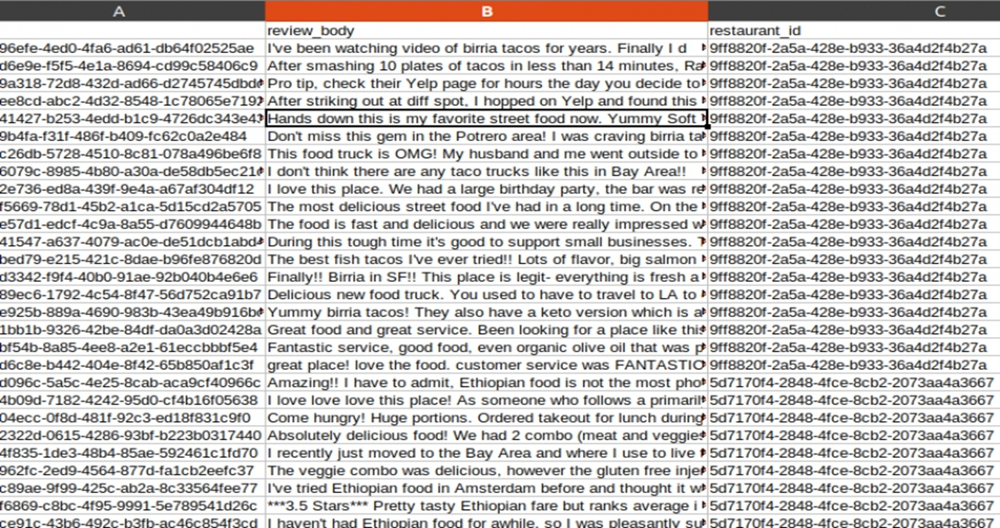 A B C
review_body restaurant_id
96efe-4ed0-4fa6-ad61-db64f02525ae I've been watching video of birria tacos for years. Finally I d 9ff8820f-2a5a-428e-b933-36a4d2f4b27a
d6e9e-f5f5-4e1a-8694-cd99c58406c9 After smashing 10 plates of tacos in less than 14 minutes, Ra 9ff8820f-2a5a-428e-b933-36a4d2f4b27a
9a318-72d8-432d-ad66-d2745745dbd Pro tip, check their Yelp page for hours the day you decide to 9ff8820f-2a5a-428e-b933-36a4d2f4b27a
ee8cd-abc2-4d32-8548-1c78065e719 After striking out at diff spot, I hopped on Yelp and found this 9ff8820f-2a5a-428e-b933-36a4d2f4b27a
41427-b253-4edd-b1c9-4726dc343e4 Hands down this is my favorite street food now. Yummy Soft 9ff8820f-2a5a-428e-b933-36a4d2f4b27a
9b4fa-f31f-486f-b409-fc62c0a2e484 Don't miss this gem in the Potrero area! I was craving birria ta 9ff8820f-2a5a-428e-b933-36a4d2f4b27a
c26db-5728-4510-8c81-078a496be6f8 This food truck is OMG! My husband and me went outside to 9ff8820f-2a5a-428e-b933-36a4d2f4b27a
6079c-8985-4b80-a30a-de58db5ec21 I don't think there are any taco trucks like this in Bay Area!! 9ff8820f-2a5a-428e-b933-36a4d2f4b27a
2e736-ed8a-439f-9e4a-a67af304df12 I love this place. We had a large birthday party, the bar was re 9ff8820f-2a5a-428e-b933-36a4d2f4b27a
f5669-78d1-45b2-a1ca-5d15cd2a5705 The most delicious street food I've had in a long time. On the 9ff8820f-2a5a-428e-b933-36a4d2f4b27a
e57d1-edcf-4c9a-8a55-d7609944648b The food is fast and delicious and we were really impressed w 9ff8820f-2a5a-428e-b933-36a4d2f4b27a
41547-a637-4079-ac0e-de51dcb1abd During this tough time it's good to support small businesses. T 9ff8820f-2a5a-428e-b933-36a4d2f4b27a
bed79-e215-421c-8dae-b96fe876820d The best fish tacos I've ever tried!! Lots of flavor, big salmon 9ff8820f-2a5a-428e-b933-36a4d2f4b27a
d3342-f9f4-40b0-91ae-92b040b4e6e6 Finally!! Birria in SF!! This place is legit- everything is fresh a 9ff8820f-2a5a-428e-b933-36a4d2f4b27a
89ec6-1792-4c54-8f47-56d752ca91b7 Delicious new food truck. You used to have to travel to LA to 9ff8820f-2a5a-428e-b933-36a4d2f4b27a
e925b-889a-4690-983b-43ea49b916b Yummy birria tacos! They also have a keto version which is a 9ff8820f-2a5a-428e-b933-36a4d2f4b27a
1bb1b-9326-42be-84df-da0a3d02428a Great food and great service. Been looking for a place like this 9ff8820f-2a5a-428e-b933-36a4d2f4b27a
bf54b-8a85-4ee8-a2e1-61eccbbbf5e4 Fantastic service, good food, even organic olive oil that was p 9ff8820f-2a5a-428e-b933-36a4d2f4b27a
d6c8e-b442-404e-8f42-65b850af1c3f great place! love the food. customer service was FANTASTIC 9ff8820f-2a5a-428e-b933-36a4d2f4b27a
d096c-5a5c-4e25-8cab-aca9cf40966c Amazing!! I have to admit, Ethiopian food is not the most pho 5d7170f4-2848-4fce-8cb2-2073aa4a3667
4b09d-7182-4242-95d0-cf4b16f05638 I love love love this place! As someone who follows a primaril 5d7170f4-2848-4fce-8cb2-2073aa4a3667
04ecc-0f8d-481f-92c3-ed18f831c9f0 Come hungry! Huge portions. Ordered takeout for lunch during 5d7170f4-2848-4fce-8cb2-2073aa4a3667
2322d-0615-4286-93bf-b223b0317440 Absolutely delicious food! We had 2 combo (meat and veggies 5d7170f4-2848-4fce-8cb2-2073aa4a3667
4f835-1de3-48b4-85ae-592461c1fd70 I recently just moved to the Bay Area and where I use to live 5d7170f4-2848-4fce-8cb2-2073aa4a3667
962fc-2ed9-4564-877d-fa1cb2eefc37 The veggie combo was delicious, however the gluten free inje 5d7170f4-2848-4fce-8cb2-2073aa4a3667
c89ae-9f99-425c-ab2a-8c33564fee77 I've tried Ethiopian food in Amsterdam before and thought it w 5d7170f4-2848-4fce-8cb2-2073aa4a3667
f6869-c8bc-4f95-9991-5e789541d26c ***3.5 Stars*** Pretty tasty Ethiopian fare but ranks average i 5d7170f4-2848-4fce-8cb2-2073aa4a3667
ce91c-43b6-492c-b3fb-ac46c854f3cd I haven't had Ethiopian food for awhile, so I was pleasantly su 5d7170f4-2848-4fce-8cb2-2073aa4a3667